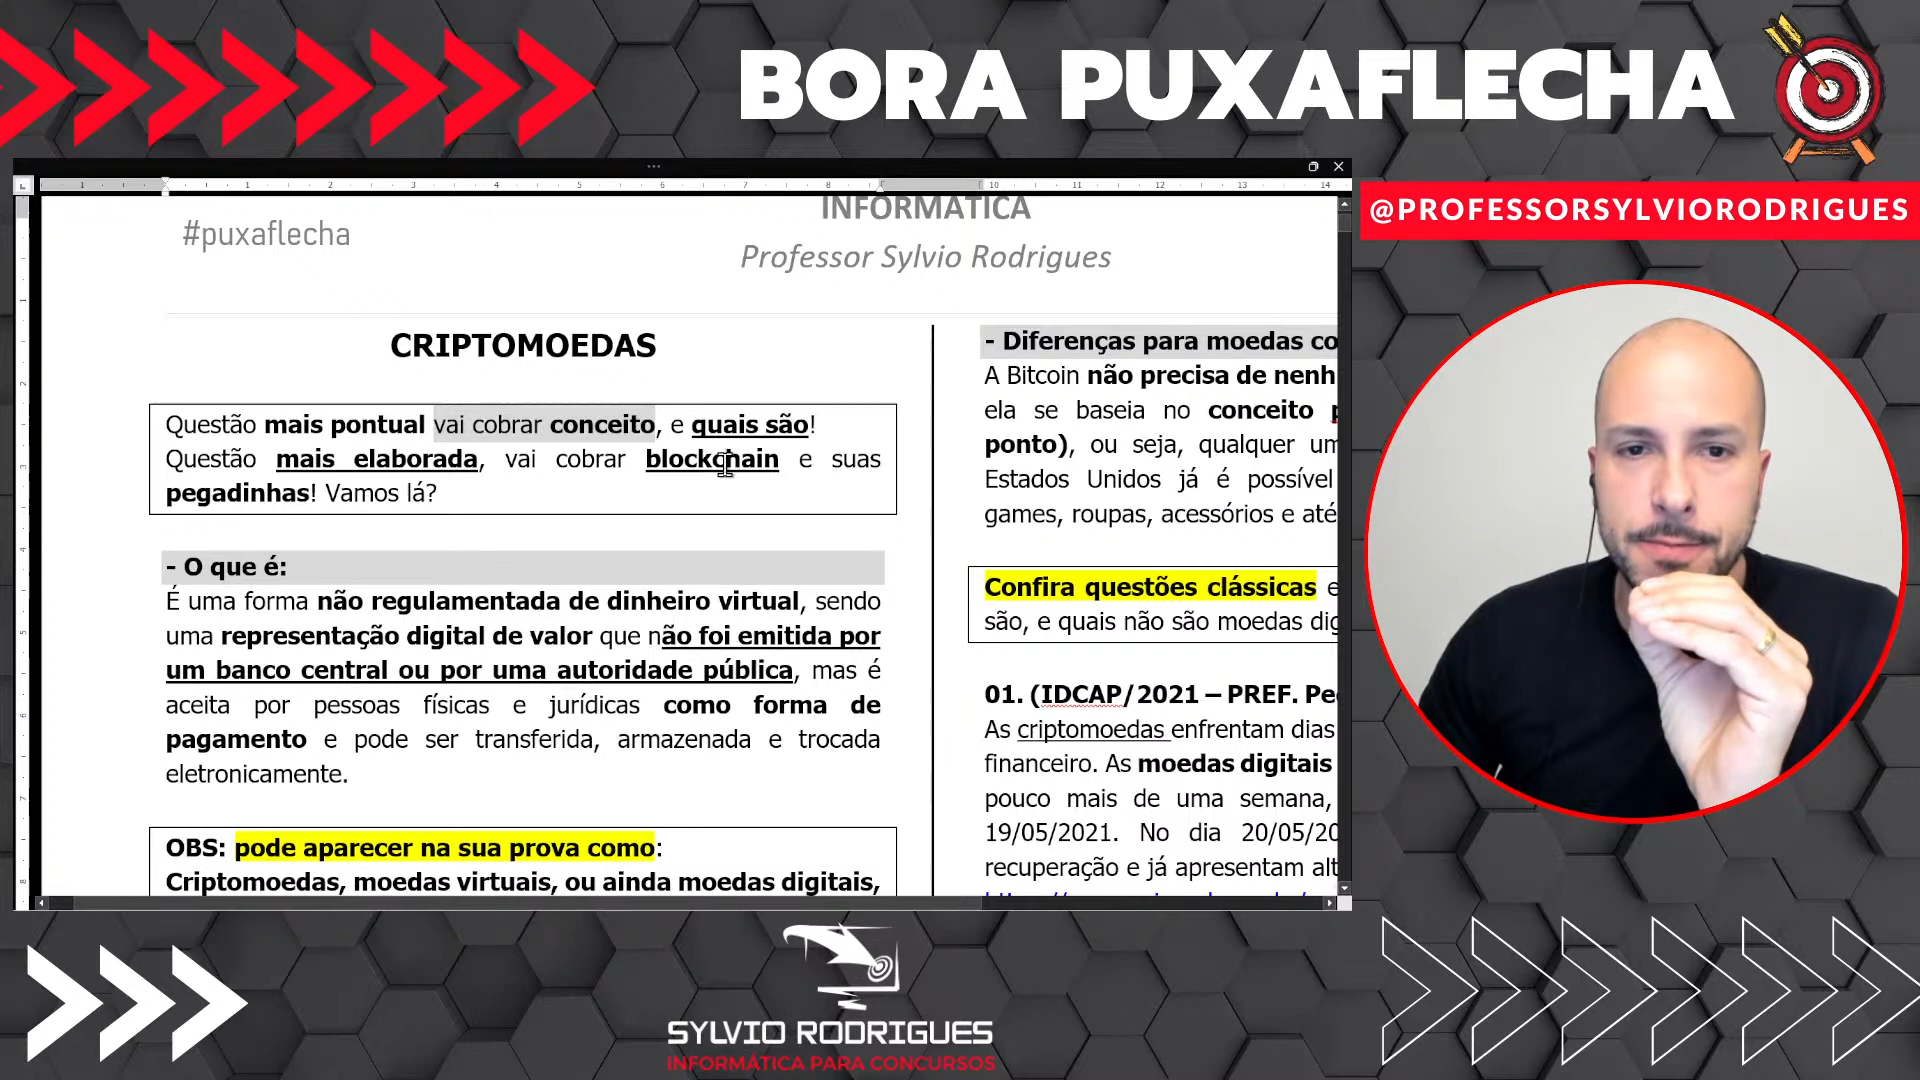 BORA PUXAFLECHA
@PROFESSORSYLVIORODRIGUES
#puxaflecha
INFORMÁTICA
Professor Sylvio Rodrigues
CRIPTOMOEDAS
Questão mais pontual vai cobrar conceito, e quais são!
Questão mais elaborada, vai cobrar blockchain e suas
pegadinhas! Vamos lá?
- O que é:
É uma forma não regulamentada de dinheiro virtual, sendo
uma representação digital de valor que não foi emitida por
um banco central ou por uma autoridade pública, mas é
aceita por pessoas físicas e jurídicas como forma de
pagamento e pode ser transferida, armazenada e trocada
eletronicamente.
OBS: pode aparecer na sua prova como:
Criptomoedas, moedas virtuais, ou ainda moedas digitais,
- Diferenças para moedas co
A Bitcoin não precisa de nenh
ela se baseia no conceito p
ponto), ou seja, qualquer um
Estados Unidos já é possível
games, roupas, acessórios e até
Confira questões clássicas e
são, e quais não são moedas dig
01. (IDCAP/2021 – PREF. Pe
As criptomoedas enfrentam dias
financeiro. As moedas digitais
pouco mais de uma semana,
19/05/2021. No dia 20/05/20
recuperação e já apresentam alt
SYLVIO RODRIGUES
INFORMÁTICA PARA CONCURSOS